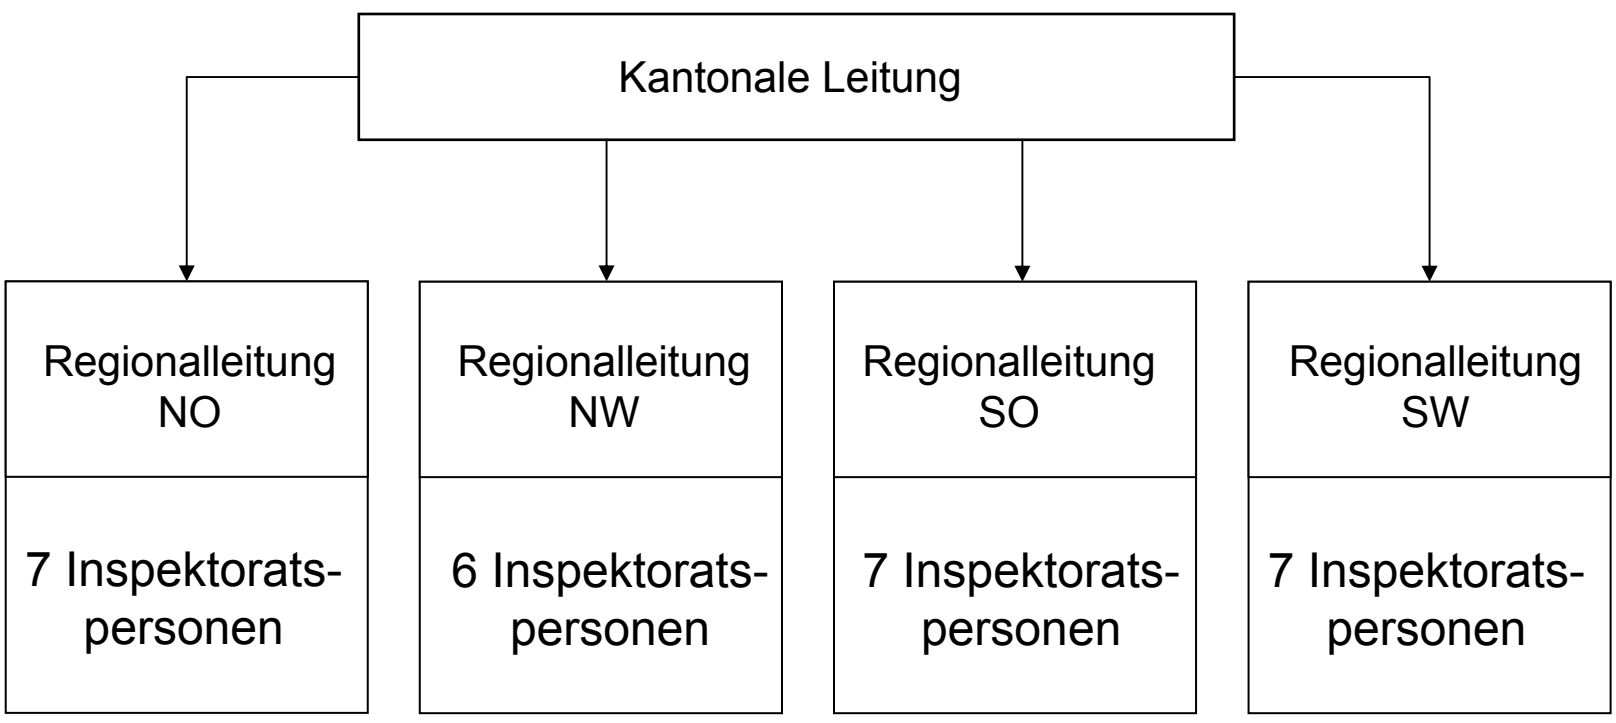 Kantonale Leitung
Regionalleitung
NO
7 Inspektorats-
personen
Regionalleitung
NW
6 Inspektorats-
personen
Regionalleitung
SO
7 Inspektorats-
personen
Regionalleitung
SW
7 Inspektorats-
personen